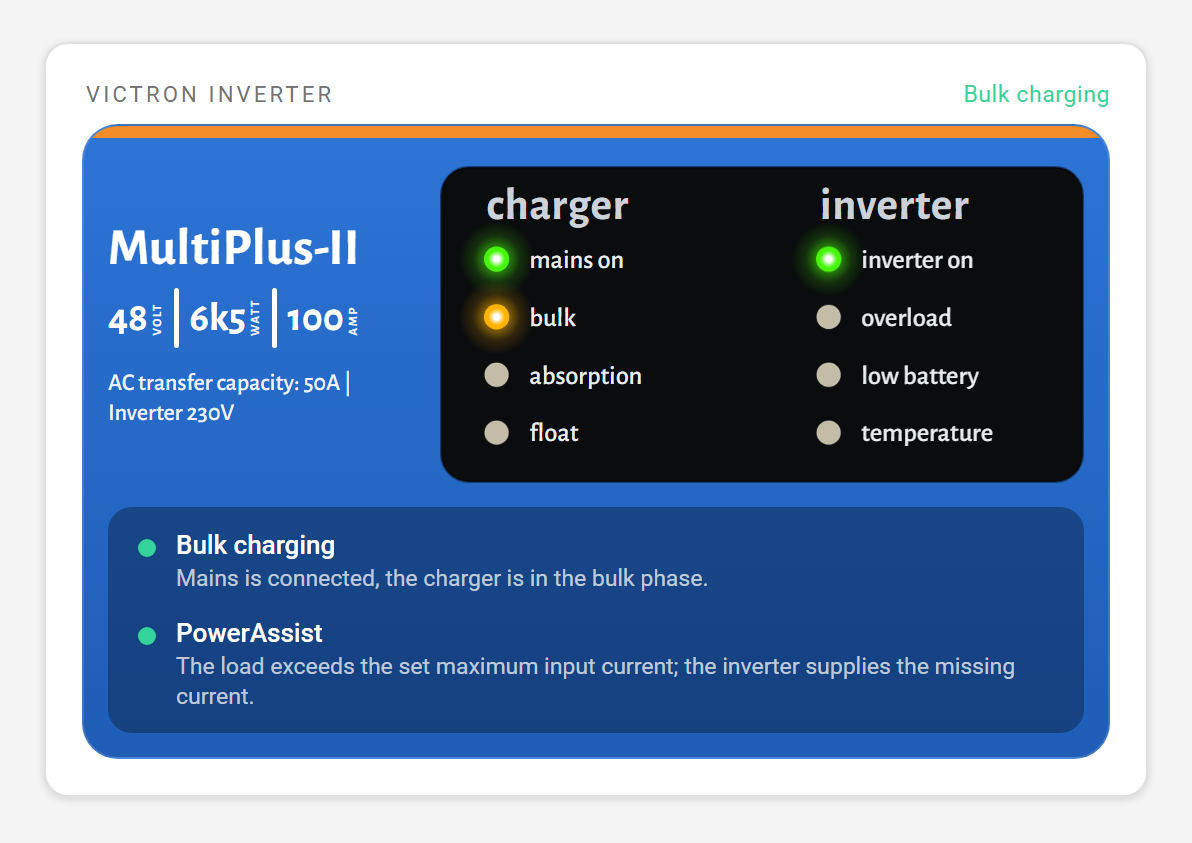 VICTRON INVERTER
Bulk charging
MultiPlus-II
48 VOLT | 6k5 WATT | 100 AMP
AC transfer capacity: 50A |
Inverter 230V
charger
mains on
bulk
absorption
float
inverter
inverter on
overload
low battery
temperature
Bulk charging
Mains is connected, the charger is in the bulk phase.
PowerAssist
The load exceeds the set maximum input current; the inverter supplies the missing
current.